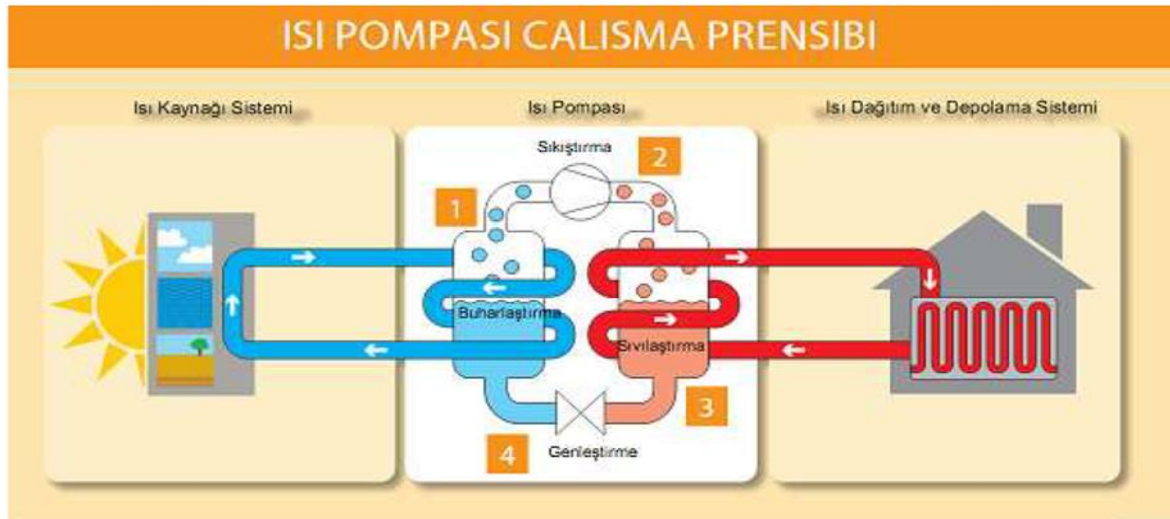 ISI POMPASI CALISMA PRENSIBI
Isı Kaynağı Sistemi
Isı Pompası
Isı Dağıtım ve Depolama Sistemi
Sıkıştırma
2
1
Buharlaştırma
Sıvılaştırma
3
4
Genleştirme